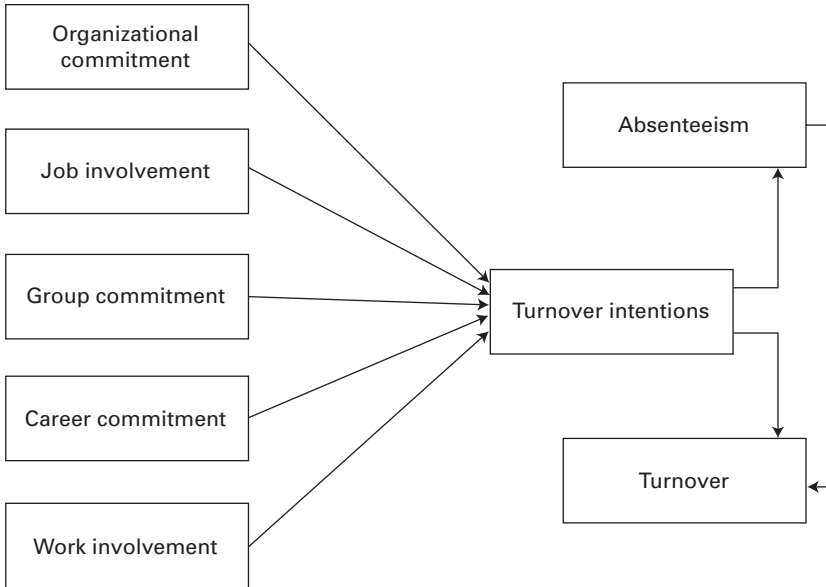 Organizational
commitment
Job involvement
Group commitment
Career commitment
Work involvement
Turnover intentions
Absenteeism
Turnover